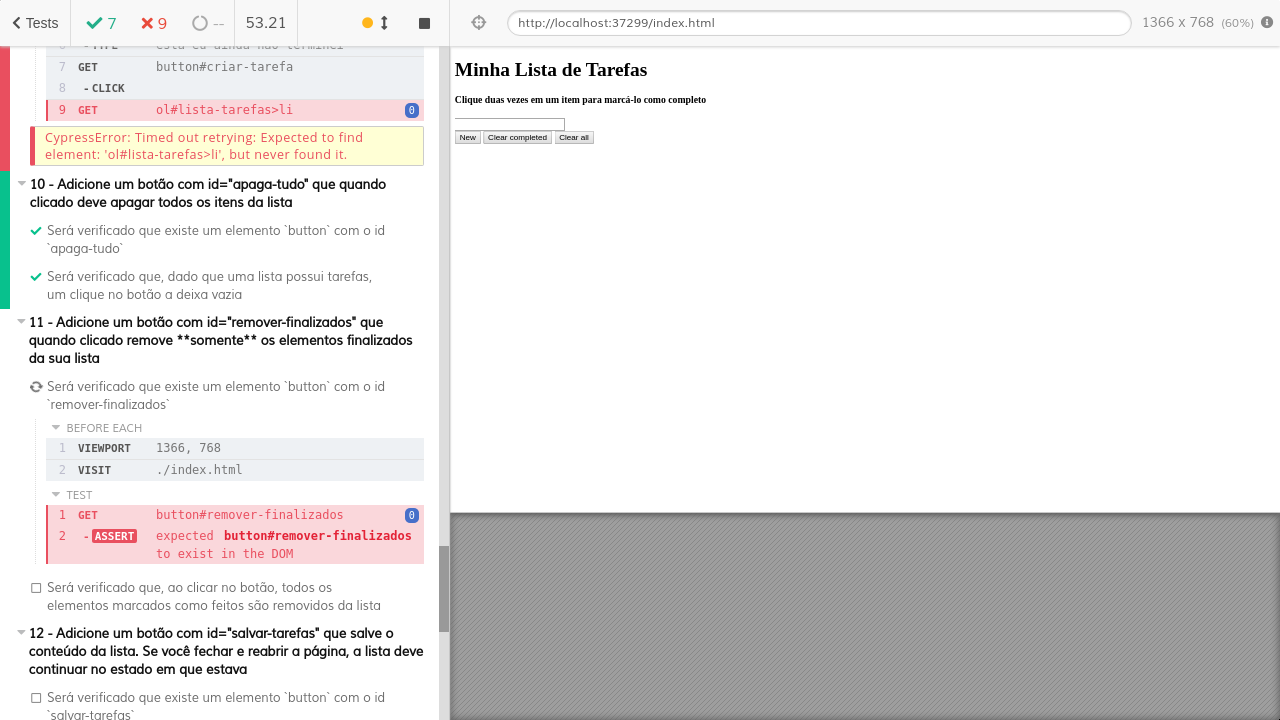 Tests
7
9
--
53.21
http://localhost:37299/index.html
1366 x 768 (60%)
6 - TYPE esta eu ainda não terminei
7 GET button#criar-tarefa
8 - CLICK
9 GET ol#lista-tarefas>li 0
CypressError: Timed out retrying: Expected to find
element: 'ol#lista-tarefas>li', but never found it.
10 - Adicione um botão com id="apaga-tudo" que quando
clicado deve apagar todos os itens da lista
Será verificado que existe um elemento `button` com o id
`apaga-tudo`
Será verificado que, dado que uma lista possui tarefas,
um clique no botão a deixa vazia
11 - Adicione um botão com id="remover-finalizados" que
quando clicado remove **somente** os elementos finalizados
da sua lista
Será verificado que existe um elemento `button` com o id
`remover-finalizados`
BEFORE EACH
1 VIEWPORT 1366, 768
2 VISIT ./index.html
TEST
1 GET button#remover-finalizados 0
2 - ASSERT expected button#remover-finalizados
to exist in the DOM
Será verificado que, ao clicar no botão, todos os
elementos marcados como feitos são removidos da lista
12 - Adicione um botão com id="salvar-tarefas" que salve o
conteúdo da lista. Se você fechar e reabrir a página, a lista deve
continuar no estado em que estava
Será verificado que existe um elemento `button` com o id
`salvar-tarefas`
Minha Lista de Tarefas
Clique duas vezes em um item para marcá-lo como completo
New Clear completed Clear all